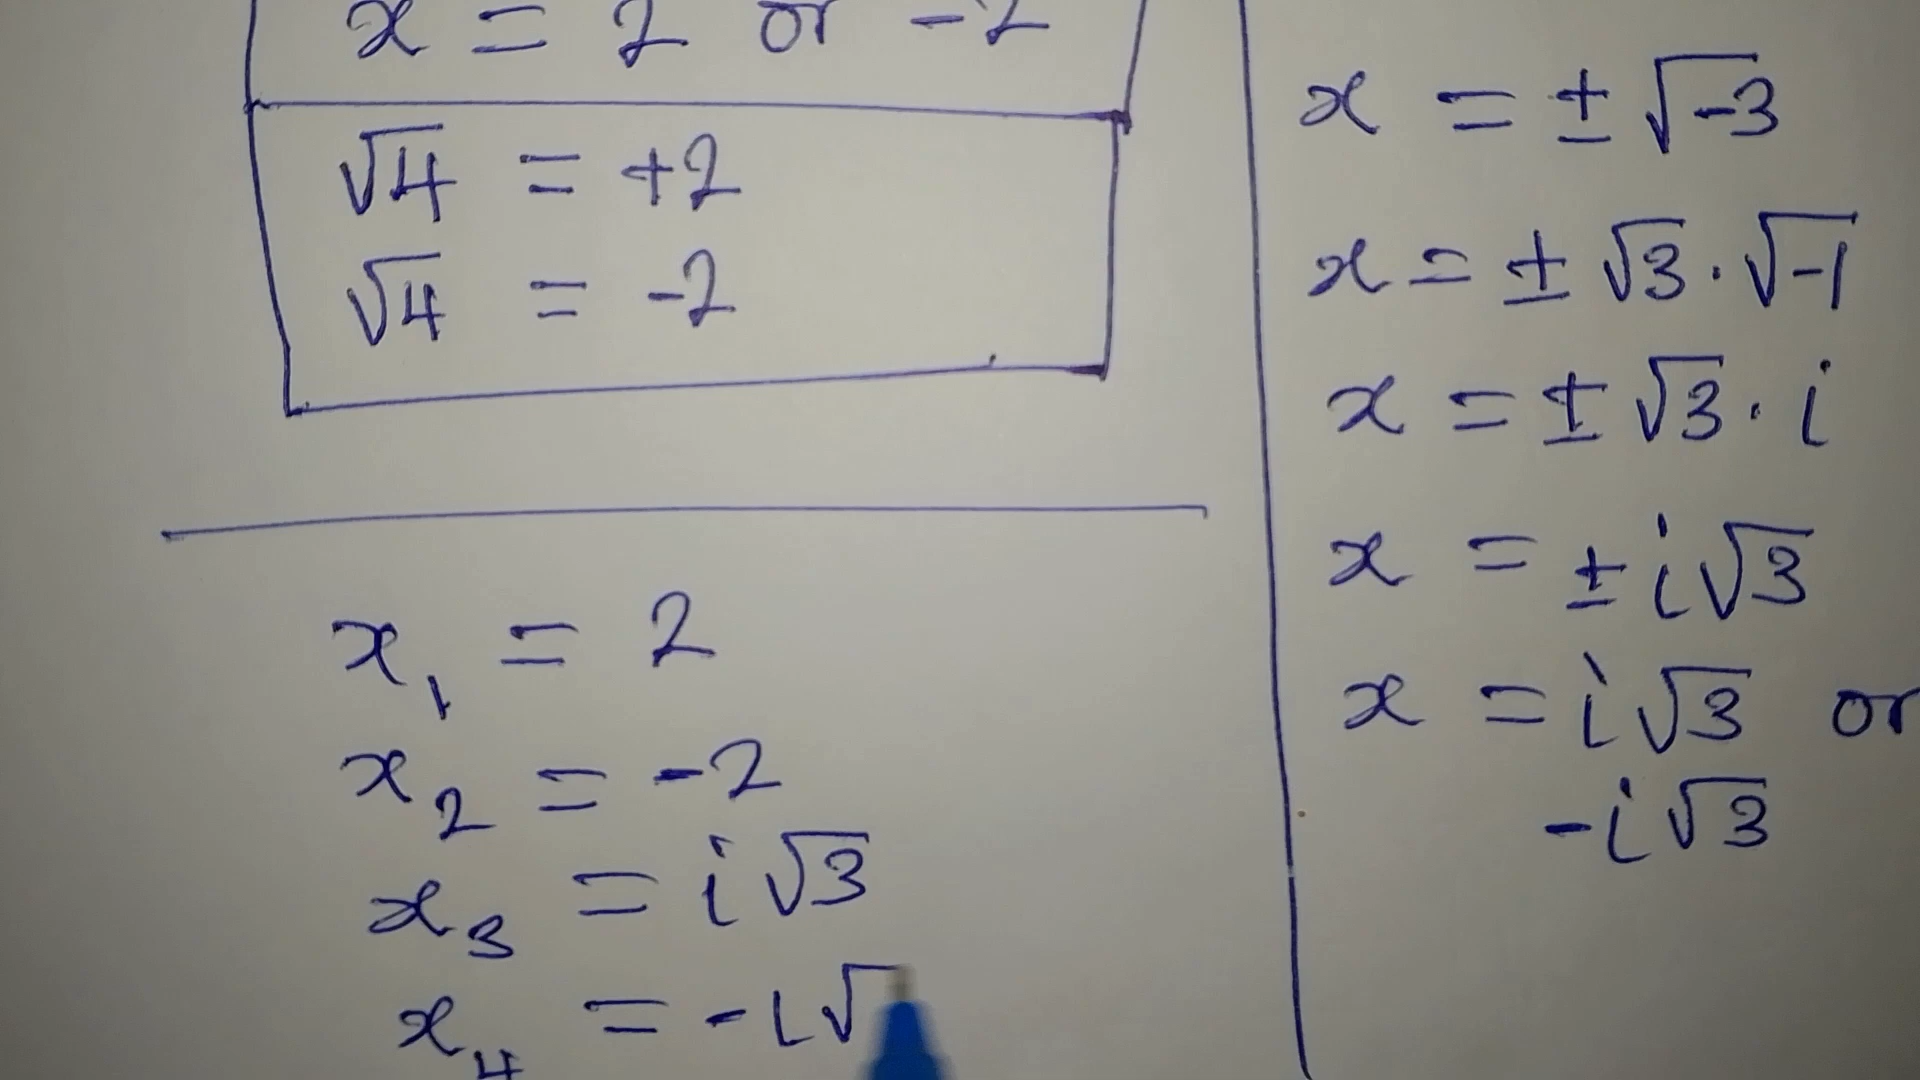 x = 2 or -2
√4 = +2
√4 = -2
x₁ = 2
x₂ = -2
x₃ = i√3
x₄ = -i√
x = ±√-3
x = ±√3·√-1
x = ±√3·i
x = ±i√3
x = i√3 or
-i√3